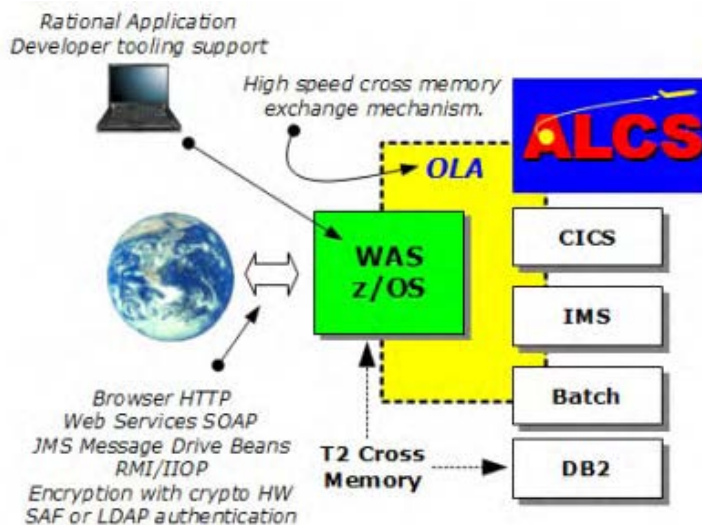 Rational Application
Developer tooling support
High speed cross memory
exchange mechanism.
ALCS
OLA
CICS
WAS
z/OS
IMS
Batch
Browser HTTP
Web Services SOAP
JMS Message Drive Beans
RMI/IIOP
Encryption with crypto HW
SAF or LDAP authentication
T2 Cross
Memory
DB2